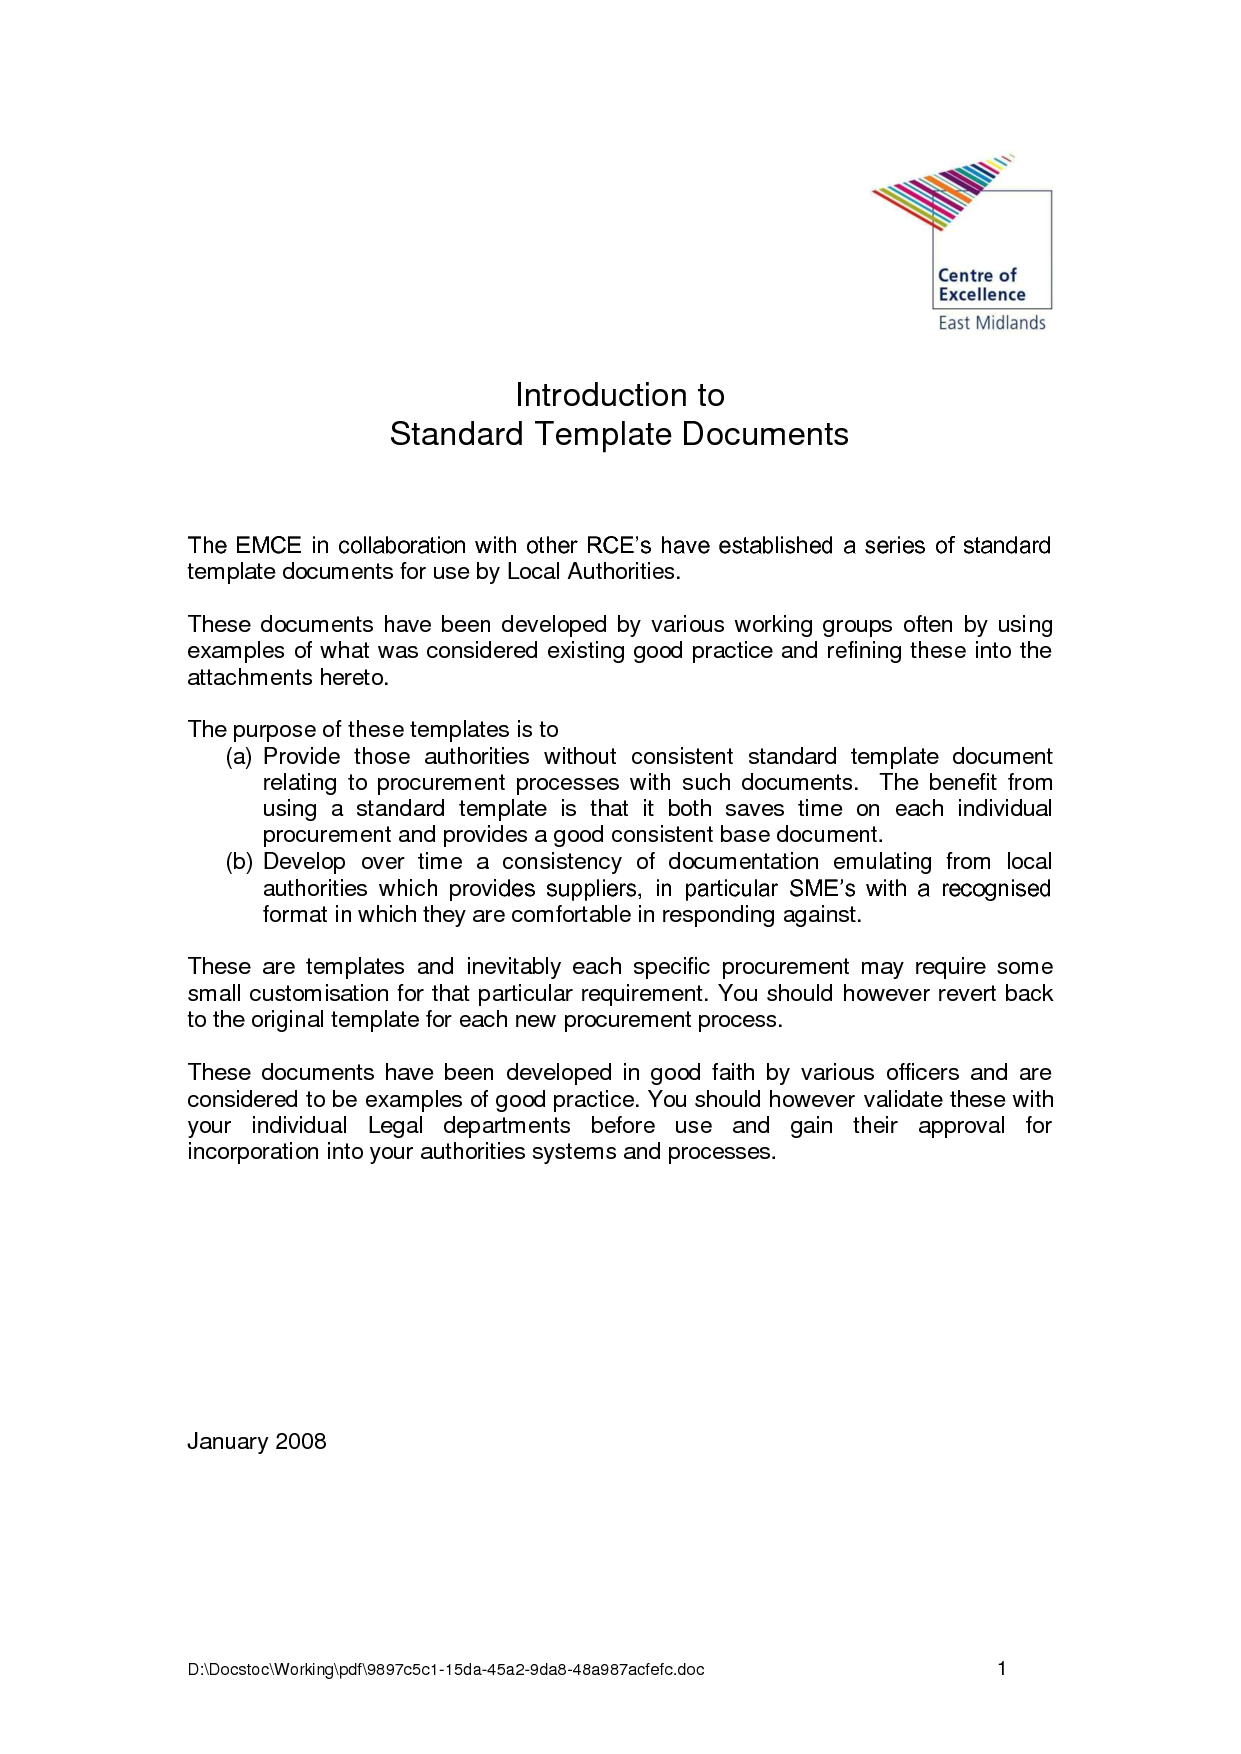 Centre of
Excellence
East Midlands
Introduction to
Standard Template Documents
The EMCE in collaboration with other RCE's have established a series of standard
template documents for use by Local Authorities.
These documents have been developed by various working groups often by using
examples of what was considered existing good practice and refining these into the
attachments hereto.
The purpose of these templates is to
(a) Provide those authorities without consistent standard template document
relating to procurement processes with such documents.  The benefit from
using a standard template is that it both saves time on each individual
procurement and provides a good consistent base document.
(b) Develop over time a consistency of documentation emulating from local
authorities which provides suppliers, in particular SME's with a recognised
format in which they are comfortable in responding against.
These are templates and inevitably each specific procurement may require some
small customisation for that particular requirement. You should however revert back
to the original template for each new procurement process.
These documents have been developed in good faith by various officers and are
considered to be examples of good practice. You should however validate these with
your individual Legal departments before use and gain their approval for
incorporation into your authorities systems and processes.
January 2008
D:\Docstoc\Working\pdf\9897c5c1-15da-45a2-9da8-48a987acfefc.doc 1